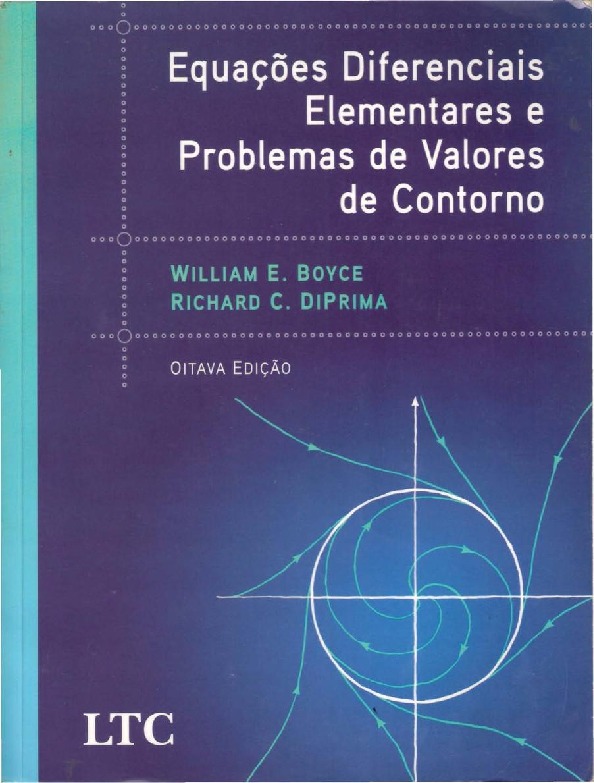 Equações Diferenciais
Elementares e
Problemas de Valores
de Contorno
WILLIAM E. BOYCE
RICHARD C. DIPRIMA
OITAVA EDIÇÃO
LTC